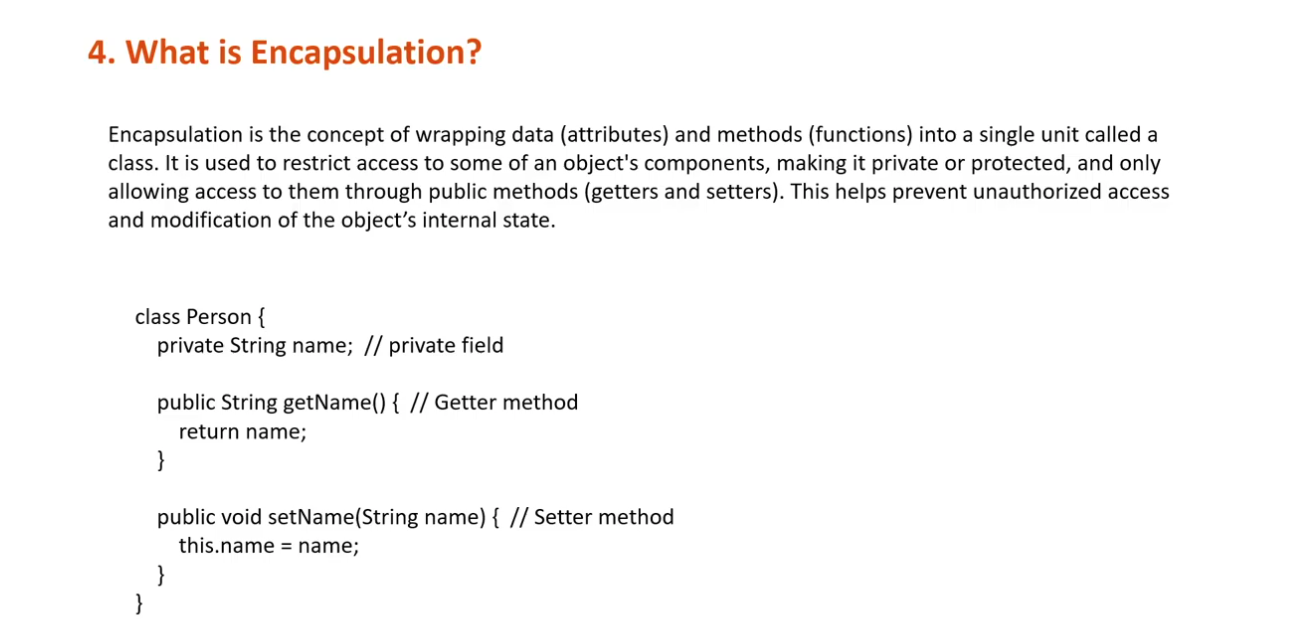 4. What is Encapsulation?
Encapsulation is the concept of wrapping data (attributes) and methods (functions) into a single unit called a
class. It is used to restrict access to some of an object's components, making it private or protected, and only
allowing access to them through public methods (getters and setters). This helps prevent unauthorized access
and modification of the object’s internal state.
class Person {
private String name; // private field
public String getName() { // Getter method
return name;
}
public void setName(String name) { // Setter method
this.name = name;
}
}